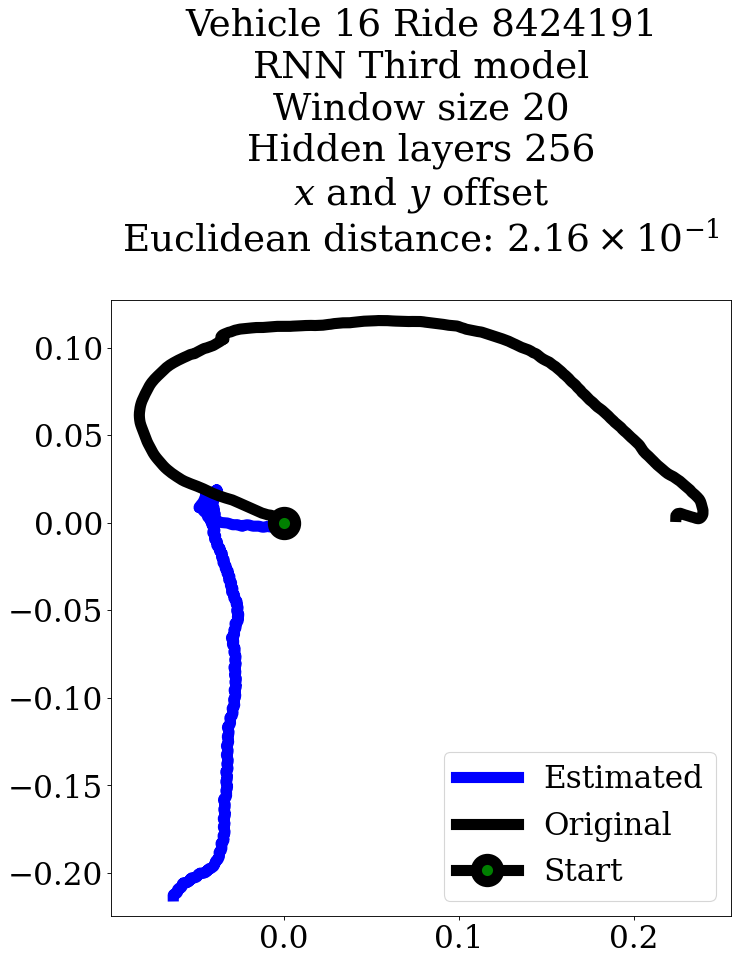 Vehicle 16 Ride 8424191
RNN Third model
Window size 20
Hidden layers 256
x and y offset
Euclidean distance: 2.16 × 10⁻¹
0.10
0.05
0.00
−0.05
−0.10
−0.15
−0.20
Estimated
Original
Start
0.0
0.1
0.2